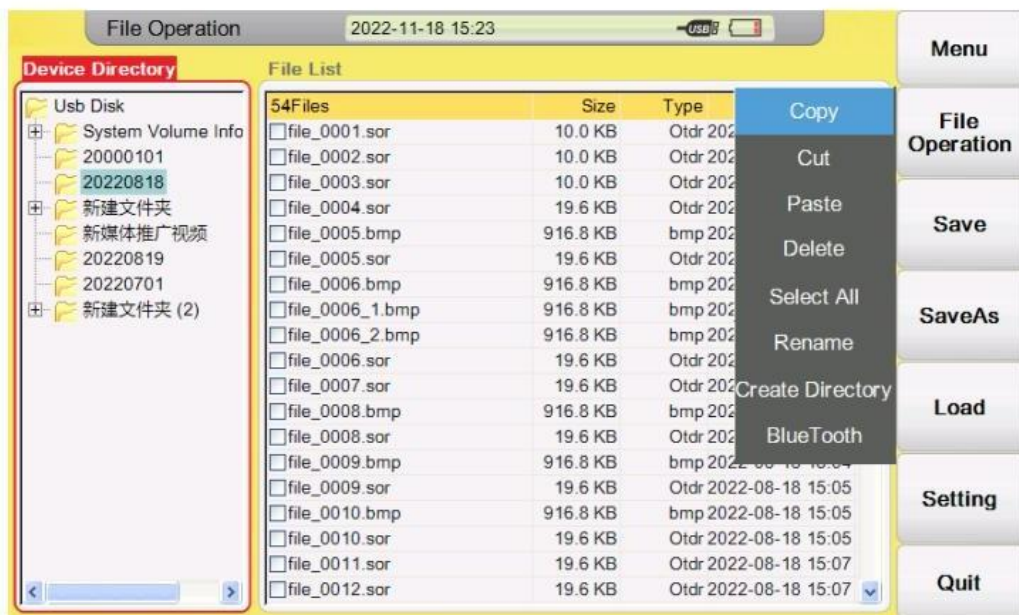 File Operation
2022-11-18 15:23
USB
Device Directory
File List
Usb Disk
System Volume Info
20000101
20220818
新建文件夹
新媒体推广视频
20220819
20220701
新建文件夹 (2)
54Files Size Type
file_0001.sor 10.0 KB Otdr 202
file_0002.sor 10.0 KB Otdr 202
file_0003.sor 10.0 KB Otdr 202
file_0004.sor 19.6 KB Otdr 202
file_0005.bmp 916.8 KB bmp 202
file_0005.sor 19.6 KB Otdr 202
file_0006.bmp 916.8 KB bmp 202
file_0006_1.bmp 916.8 KB bmp 202
file_0006_2.bmp 916.8 KB bmp 202
file_0006.sor 19.6 KB Otdr 202
file_0007.sor 19.6 KB Otdr 202
file_0008.bmp 916.8 KB bmp 202
file_0008.sor 19.6 KB Otdr 202
file_0009.bmp 916.8 KB bmp
file_0009.sor 19.6 KB Otdr 2022-08-18 15:05
file_0010.bmp 916.8 KB bmp 2022-08-18 15:05
file_0010.sor 19.6 KB Otdr 2022-08-18 15:05
file_0011.sor 19.6 KB Otdr 2022-08-18 15:07
file_0012.sor 19.6 KB Otdr 2022-08-18 15:07
Copy
Cut
Paste
Delete
Select All
Rename
Create Directory
BlueTooth
Menu
File
Operation
Save
SaveAs
Load
Setting
Quit